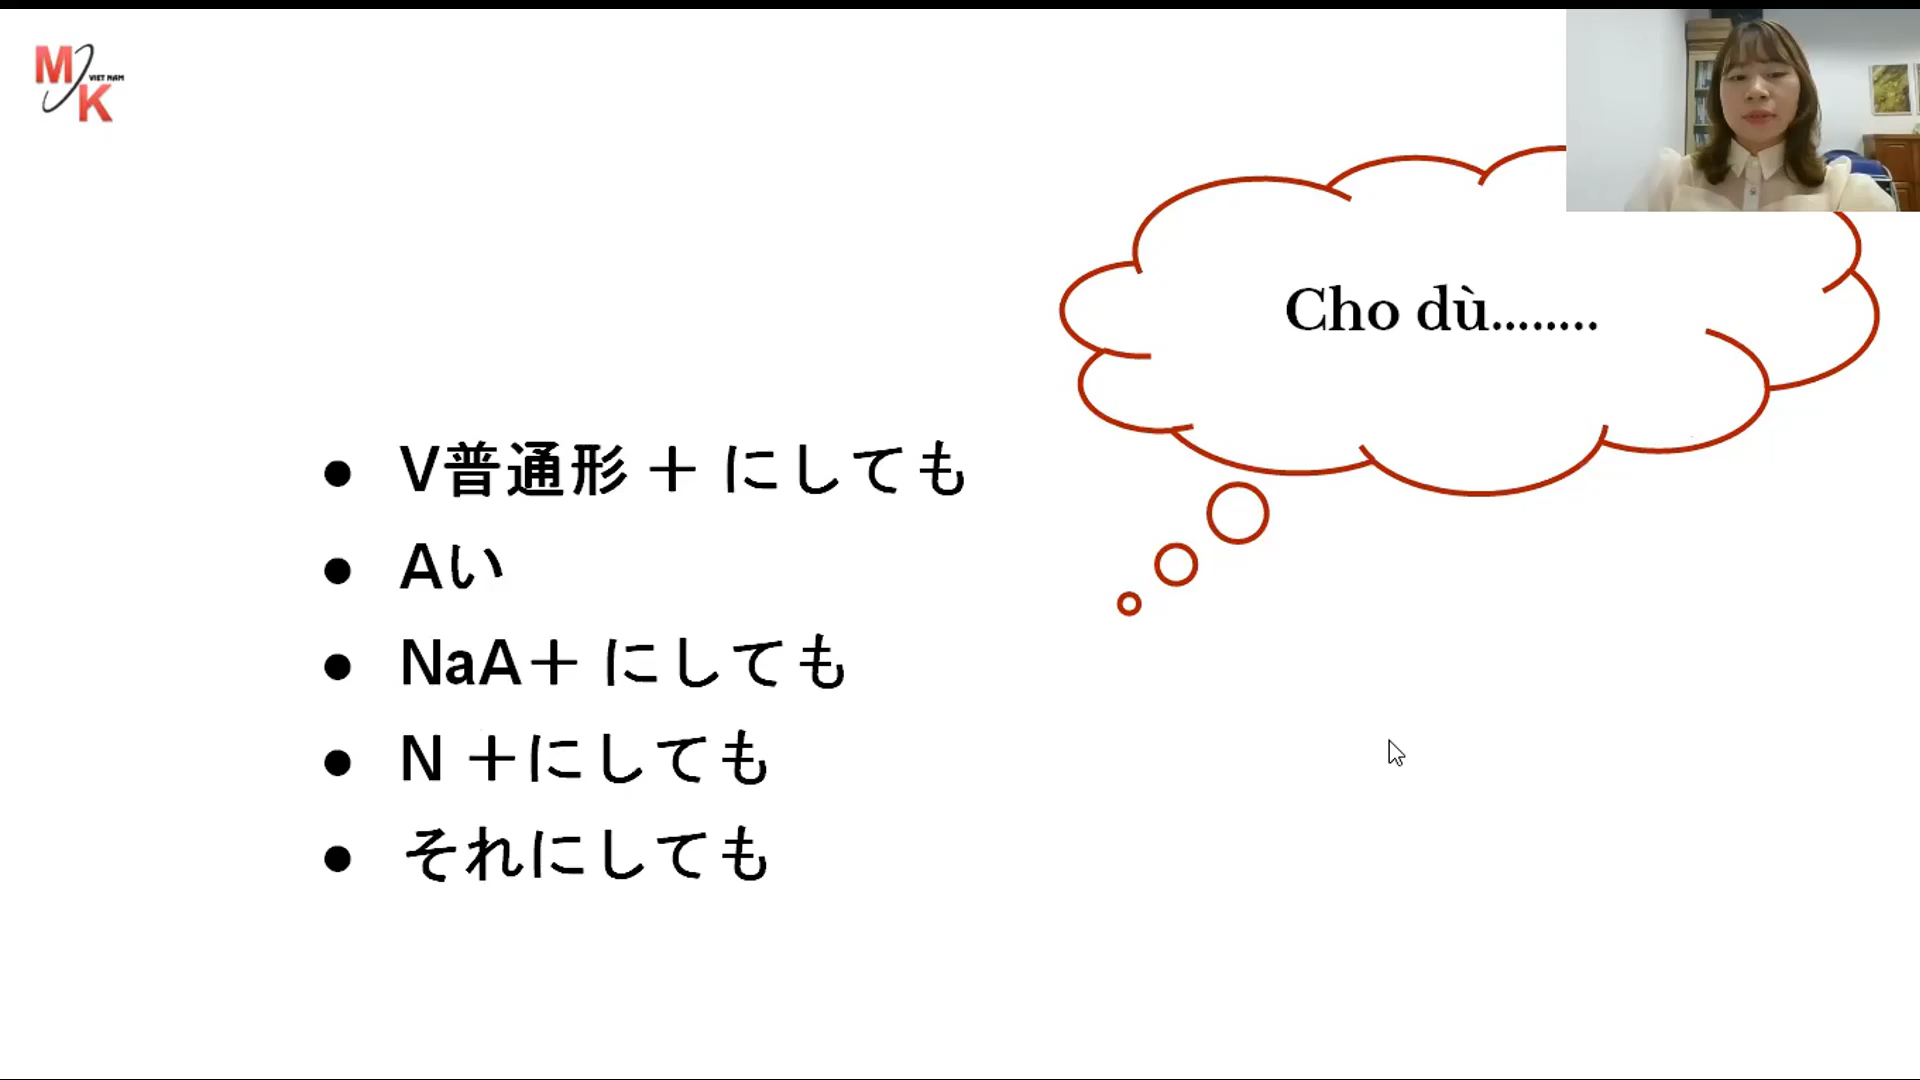 M
VIET NAM
K
Cho dù........
● V普通形 ＋ にしても
● Aい
● NaA＋ にしても
● N ＋にしても
● それにしても